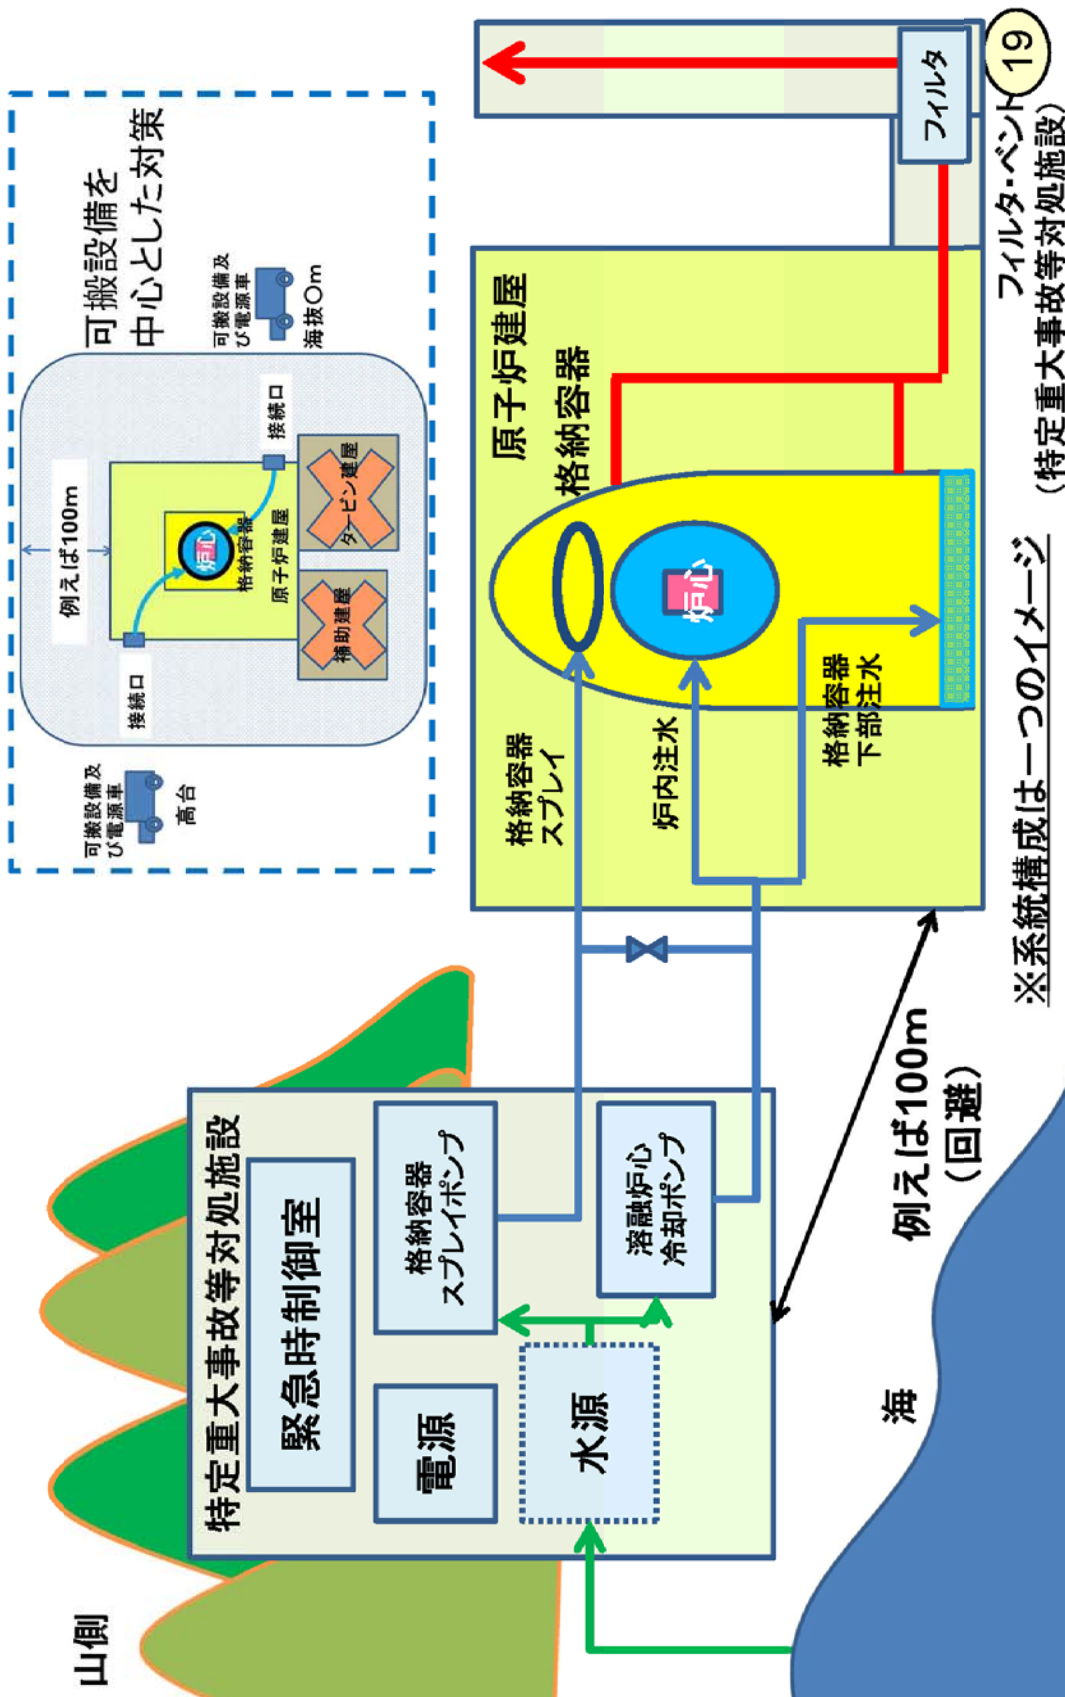 山側
特定重大事故等対処施設
緊急時制御室
電源
格納容器
スプレイポンプ
水源
溶融炉心
冷却ポンプ
海
例えば100m
（回避）
可搬設備を
中心とした対策
可搬設備及
び電源車
高台
接続口
例えば100m
炉心
格納容器
原子炉建屋
補助建屋
タービン建屋
接続口
可搬設備及
び電源車
海抜〇m
原子炉建屋
格納容器
格納容器
スプレイ
炉内注水
炉心
格納容器
下部注水
フィルタ
フィルタ・ベント
（特定重大事故等対処施設）
※系統構成は一つのイメージ
19